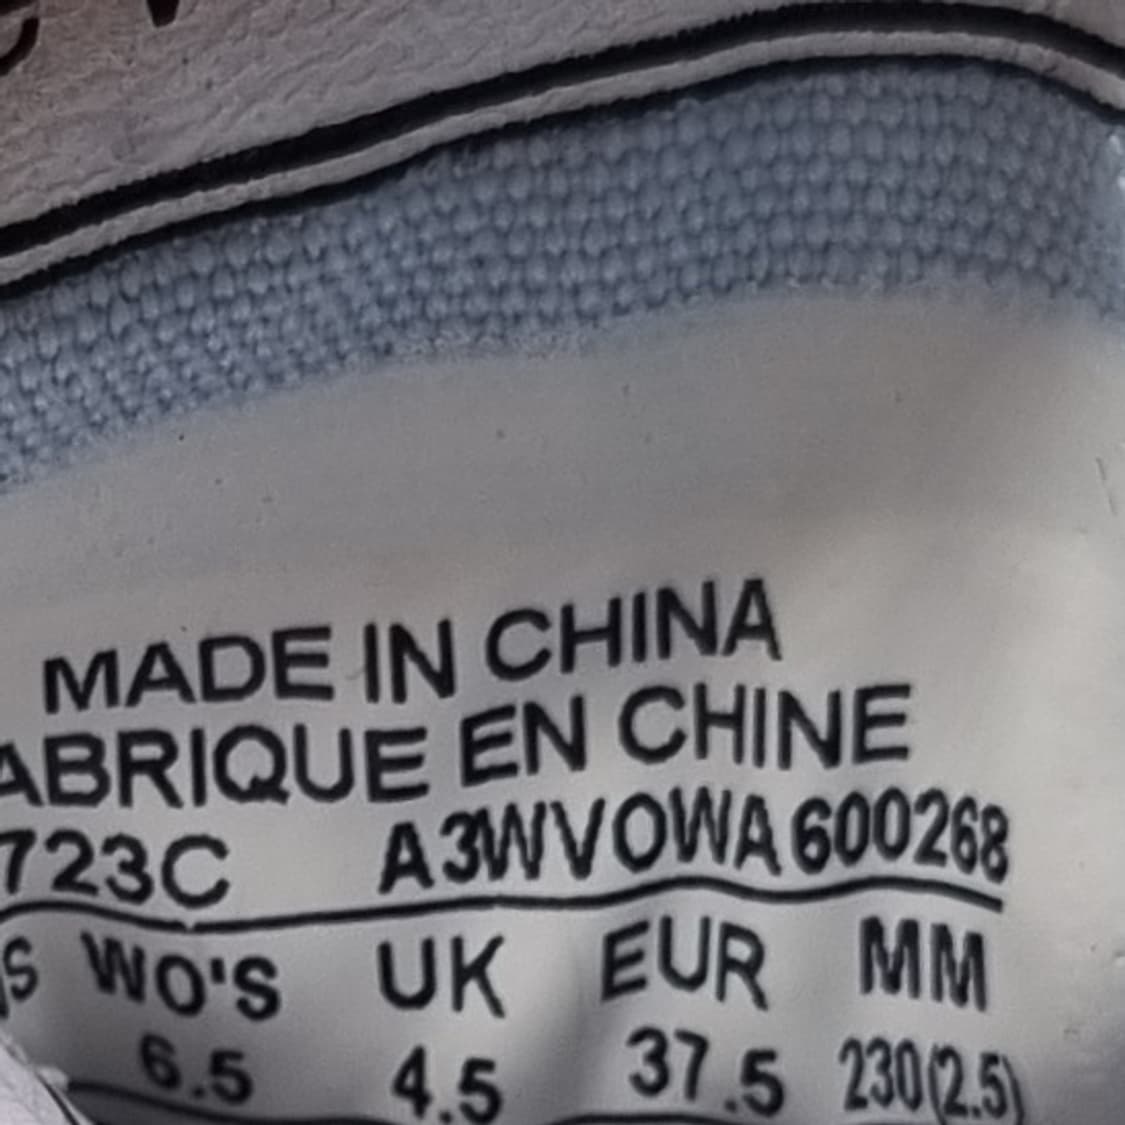 MADE IN CHINA
ABRIQUE EN CHINE
723C A3WVOWA600268
S WO'S UK EUR MM
6.5 4.5 37.5 230(2.5)